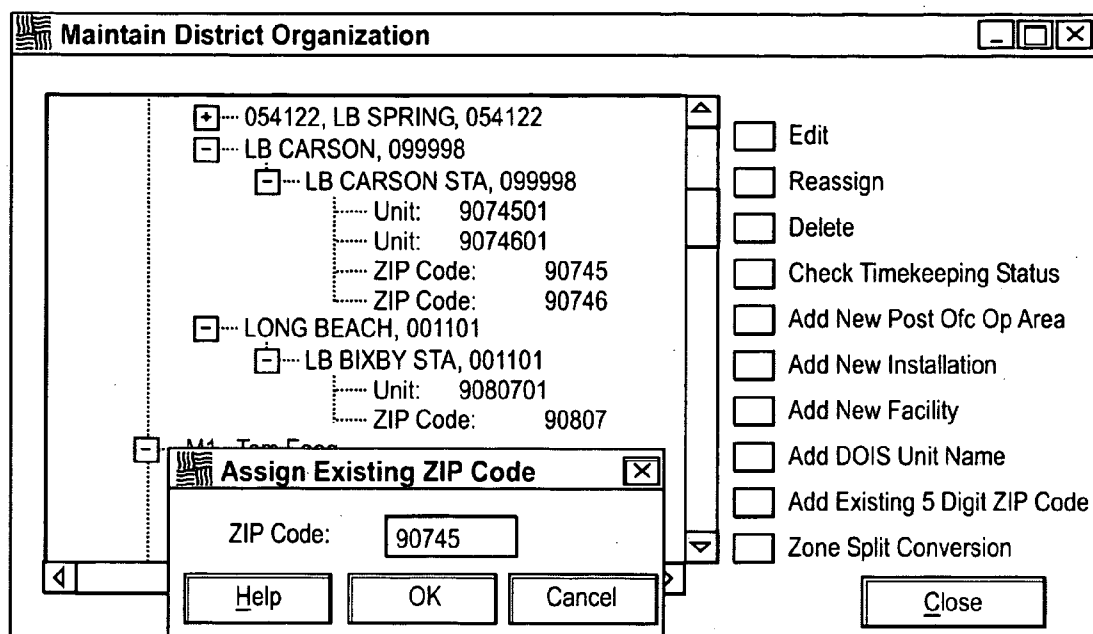 Maintain District Organization
054122, LB SPRING, 054122
LB CARSON, 099998
LB CARSON STA, 099998
Unit: 9074501
Unit: 9074601
ZIP Code: 90745
ZIP Code: 90746
LONG BEACH, 001101
LB BIXBY STA, 001101
Unit: 9080701
ZIP Code: 90807
Assign Existing ZIP Code
ZIP Code: 90745
Help OK Cancel
Edit
Reassign
Delete
Check Timekeeping Status
Add New Post Ofc Op Area
Add New Installation
Add New Facility
Add DOIS Unit Name
Add Existing 5 Digit ZIP Code
Zone Split Conversion
Close